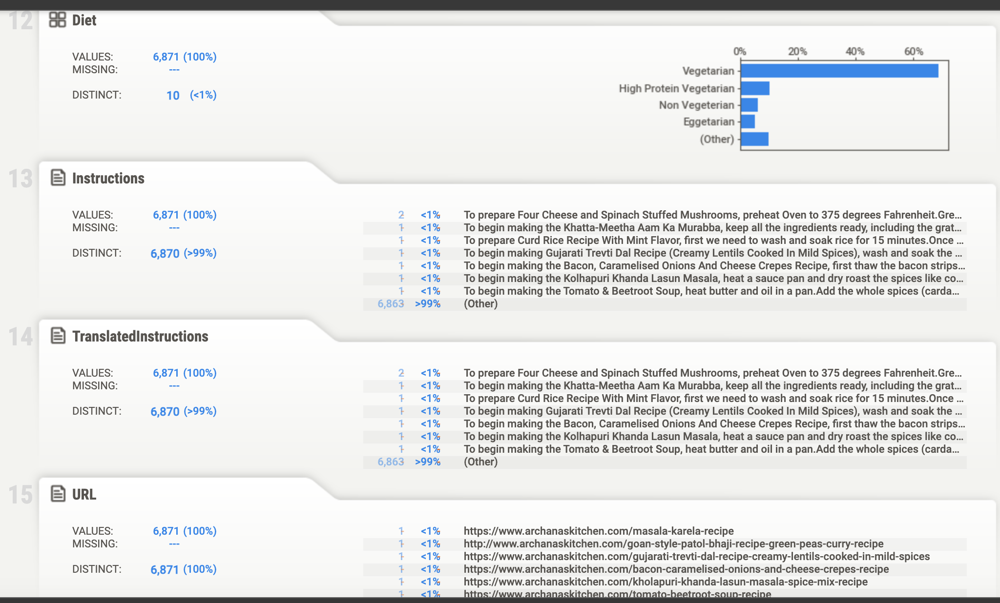 12 Diet
VALUES: 6,871 (100%)
MISSING: ---
DISTINCT: 10 (<1%)
0% 20% 40% 60%
Vegetarian
High Protein Vegetarian
Non Vegeterian
Eggetarian
(Other)
13 Instructions
VALUES: 6,871 (100%)
MISSING: ---
DISTINCT: 6,870 (>99%)
2 <1% To prepare Four Cheese and Spinach Stuffed Mushrooms, preheat Oven to 375 degrees Fahrenheit.Gre...
1 <1% To begin making the Khatta-Meetha Aam Ka Murabba, keep all the ingredients ready, including the grat...
1 <1% To prepare Curd Rice Recipe With Mint Flavor, first we need to wash and soak rice for 15 minutes.Once ...
1 <1% To begin making Gujarati Trevti Dal Recipe (Creamy Lentils Cooked In Mild Spices), wash and soak the ...
1 <1% To begin making the Bacon, Caramelised Onions And Cheese Crepes Recipe, first thaw the bacon strips...
1 <1% To begin making the Kolhapuri Khanda Lasun Masala, heat a sauce pan and dry roast the spices like co...
1 <1% To begin making the Tomato & Beetroot Soup, heat butter and oil in a pan.Add the whole spices (carda...
6,863 >99% (Other)
14 TranslatedInstructions
VALUES: 6,871 (100%)
MISSING: ---
DISTINCT: 6,870 (>99%)
2 <1% To prepare Four Cheese and Spinach Stuffed Mushrooms, preheat Oven to 375 degrees Fahrenheit.Gre...
1 <1% To begin making the Khatta-Meetha Aam Ka Murabba, keep all the ingredients ready, including the grat...
1 <1% To prepare Curd Rice Recipe With Mint Flavor, first we need to wash and soak rice for 15 minutes.Once ...
1 <1% To begin making Gujarati Trevti Dal Recipe (Creamy Lentils Cooked In Mild Spices), wash and soak the ...
1 <1% To begin making the Bacon, Caramelised Onions And Cheese Crepes Recipe, first thaw the bacon strips...
1 <1% To begin making the Kolhapuri Khanda Lasun Masala, heat a sauce pan and dry roast the spices like co...
1 <1% To begin making the Tomato & Beetroot Soup, heat butter and oil in a pan.Add the whole spices (carda...
6,863 >99% (Other)
15 URL
VALUES: 6,871 (100%)
MISSING: ---
DISTINCT: 6,871 (100%)
1 <1% https://www.archanaskitchen.com/masala-karela-recipe
1 <1% http://www.archanaskitchen.com/goan-style-patol-bhaji-recipe-green-peas-curry-recipe
1 <1% https://www.archanaskitchen.com/gujarati-trevti-dal-recipe-creamy-lentils-cooked-in-mild-spices
1 <1% https://www.archanaskitchen.com/bacon-caramelised-onions-and-cheese-crepes-recipe
1 <1% https://www.archanaskitchen.com/kholapuri-khanda-lasun-masala-spice-mix-recipe
1 <1% https://www.archanaskitchen.com/tomato-beetroot-soup-recipe